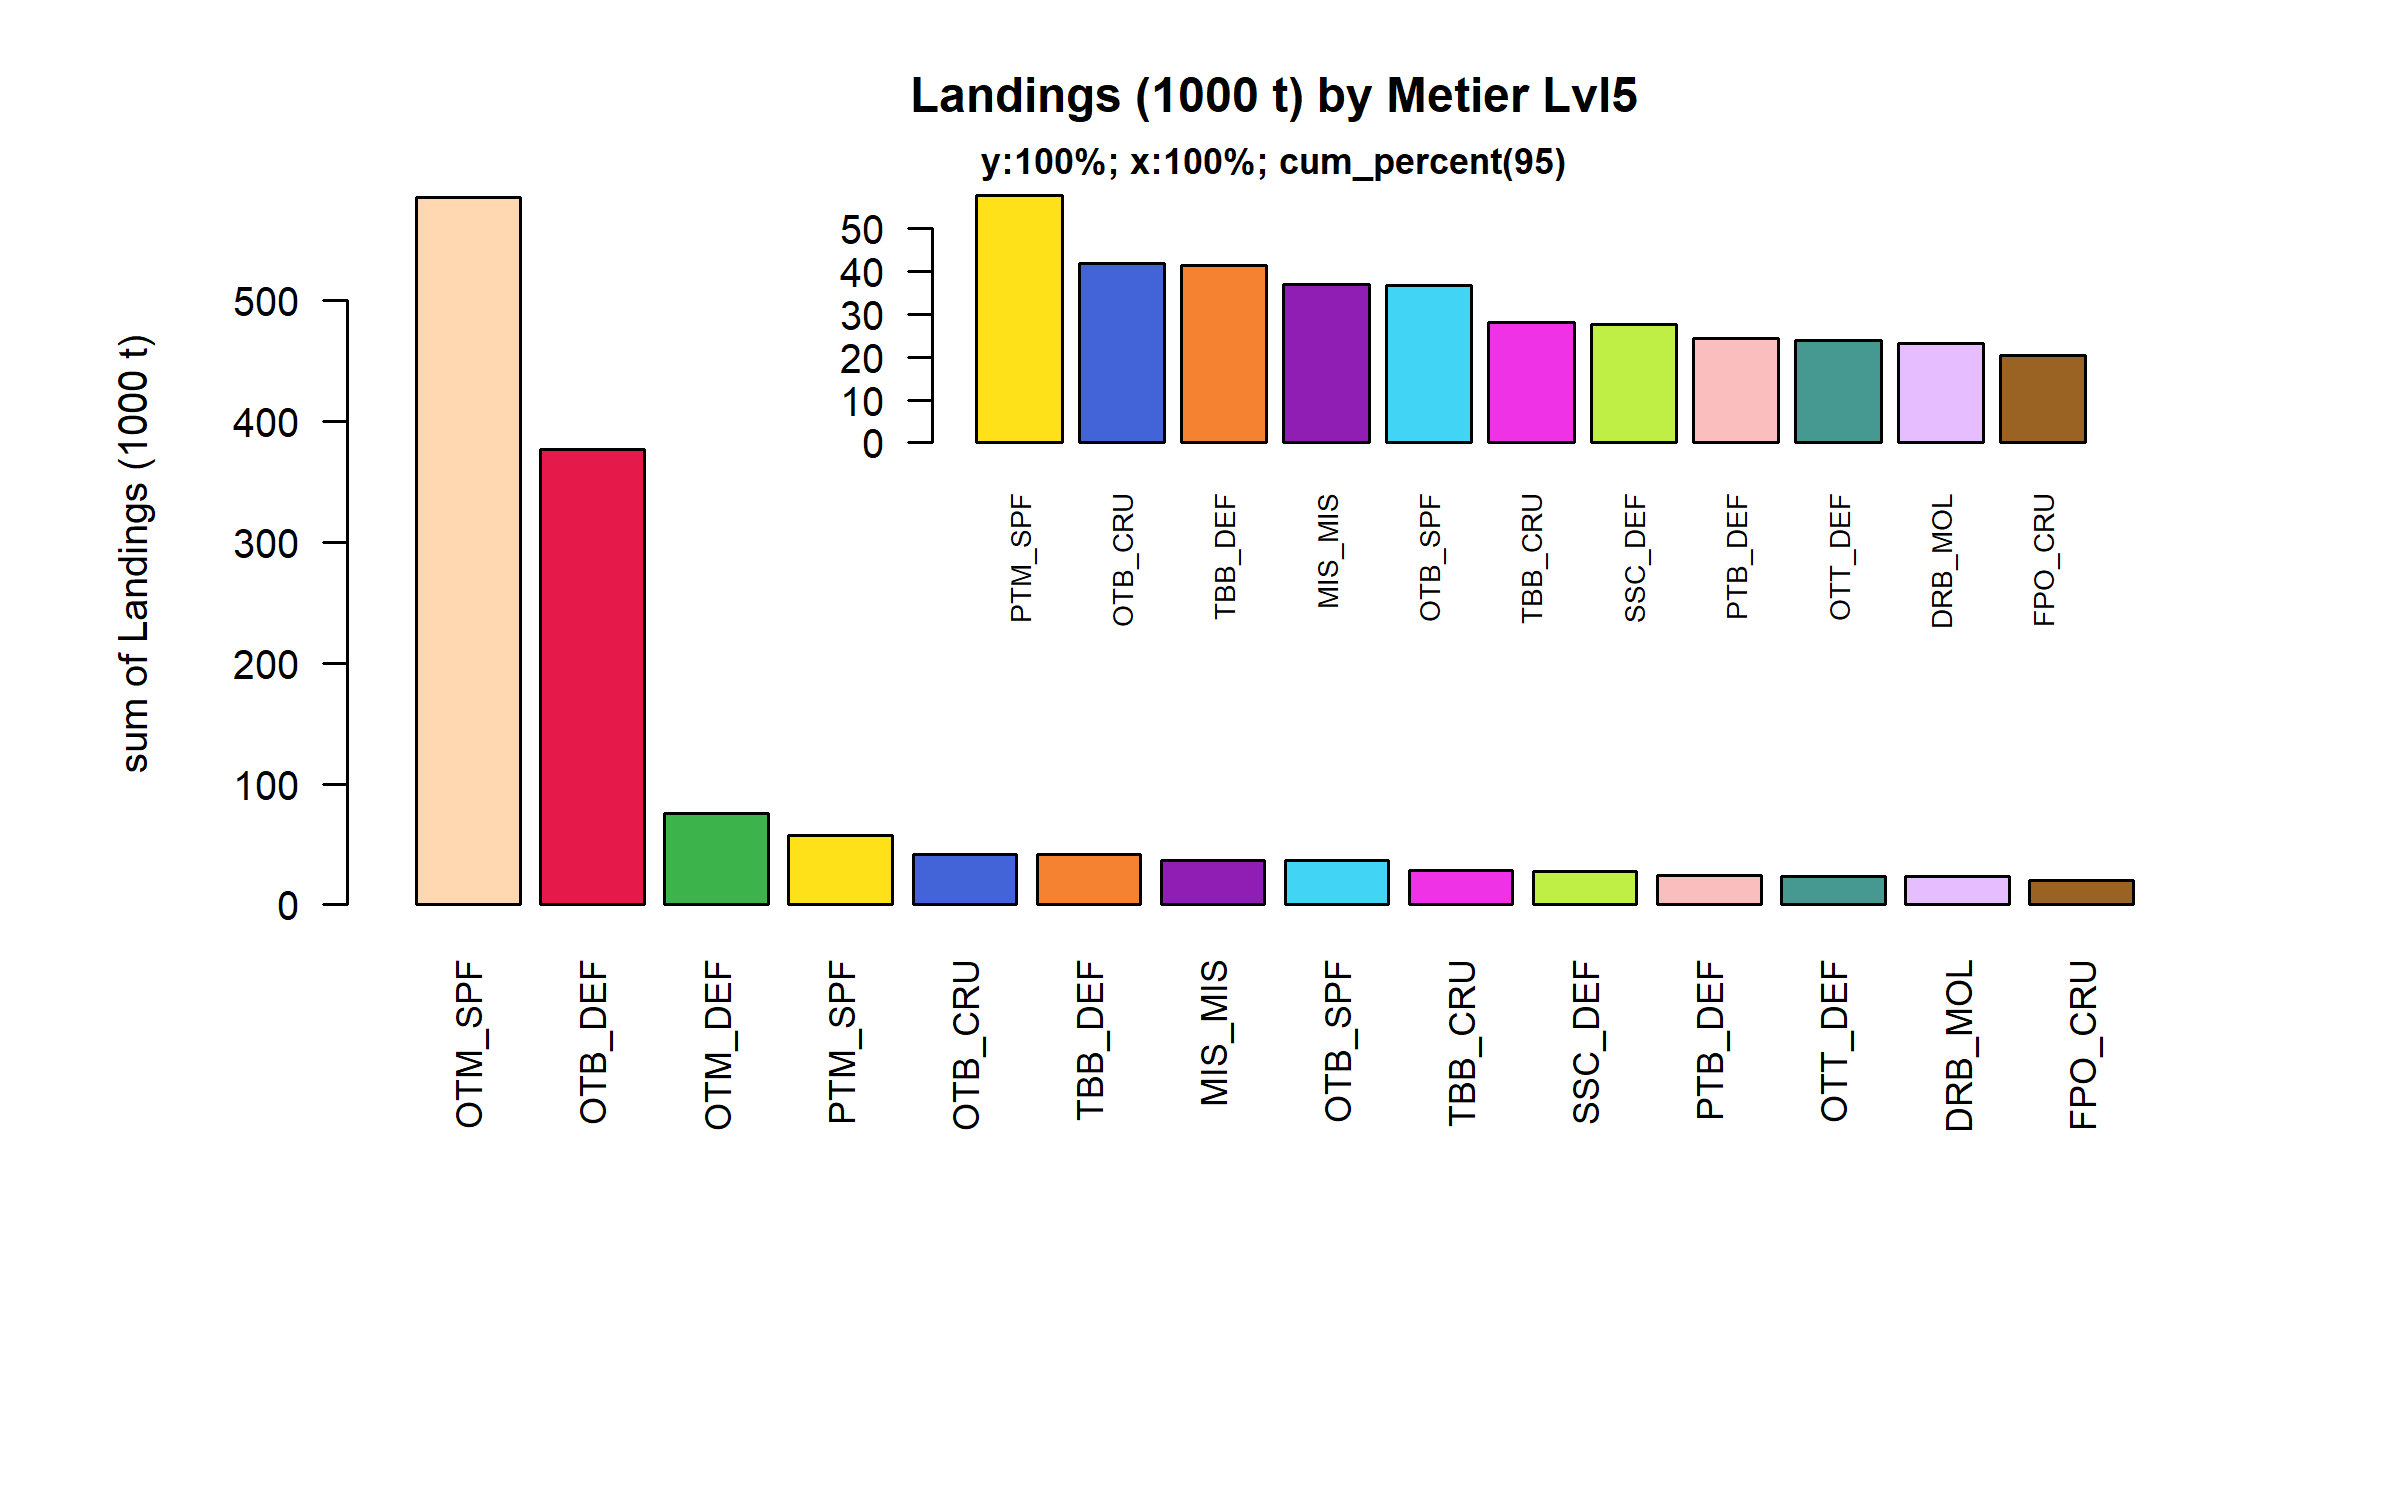 Landings (1000 t) by Metier Lvl5
y:100%; x:100%; cum_percent(95)
50
40
30
20
10
0
PTM_SPF
OTB_CRU
TBB_DEF
MIS_MIS
OTB_SPF
TBB_CRU
SSC_DEF
PTB_DEF
OTT_DEF
DRB_MOL
FPO_CRU
sum of Landings (1000 t)
500
400
300
200
100
0
OTM_SPF
OTB_DEF
OTM_DEF
PTM_SPF
OTB_CRU
TBB_DEF
MIS_MIS
OTB_SPF
TBB_CRU
SSC_DEF
PTB_DEF
OTT_DEF
DRB_MOL
FPO_CRU